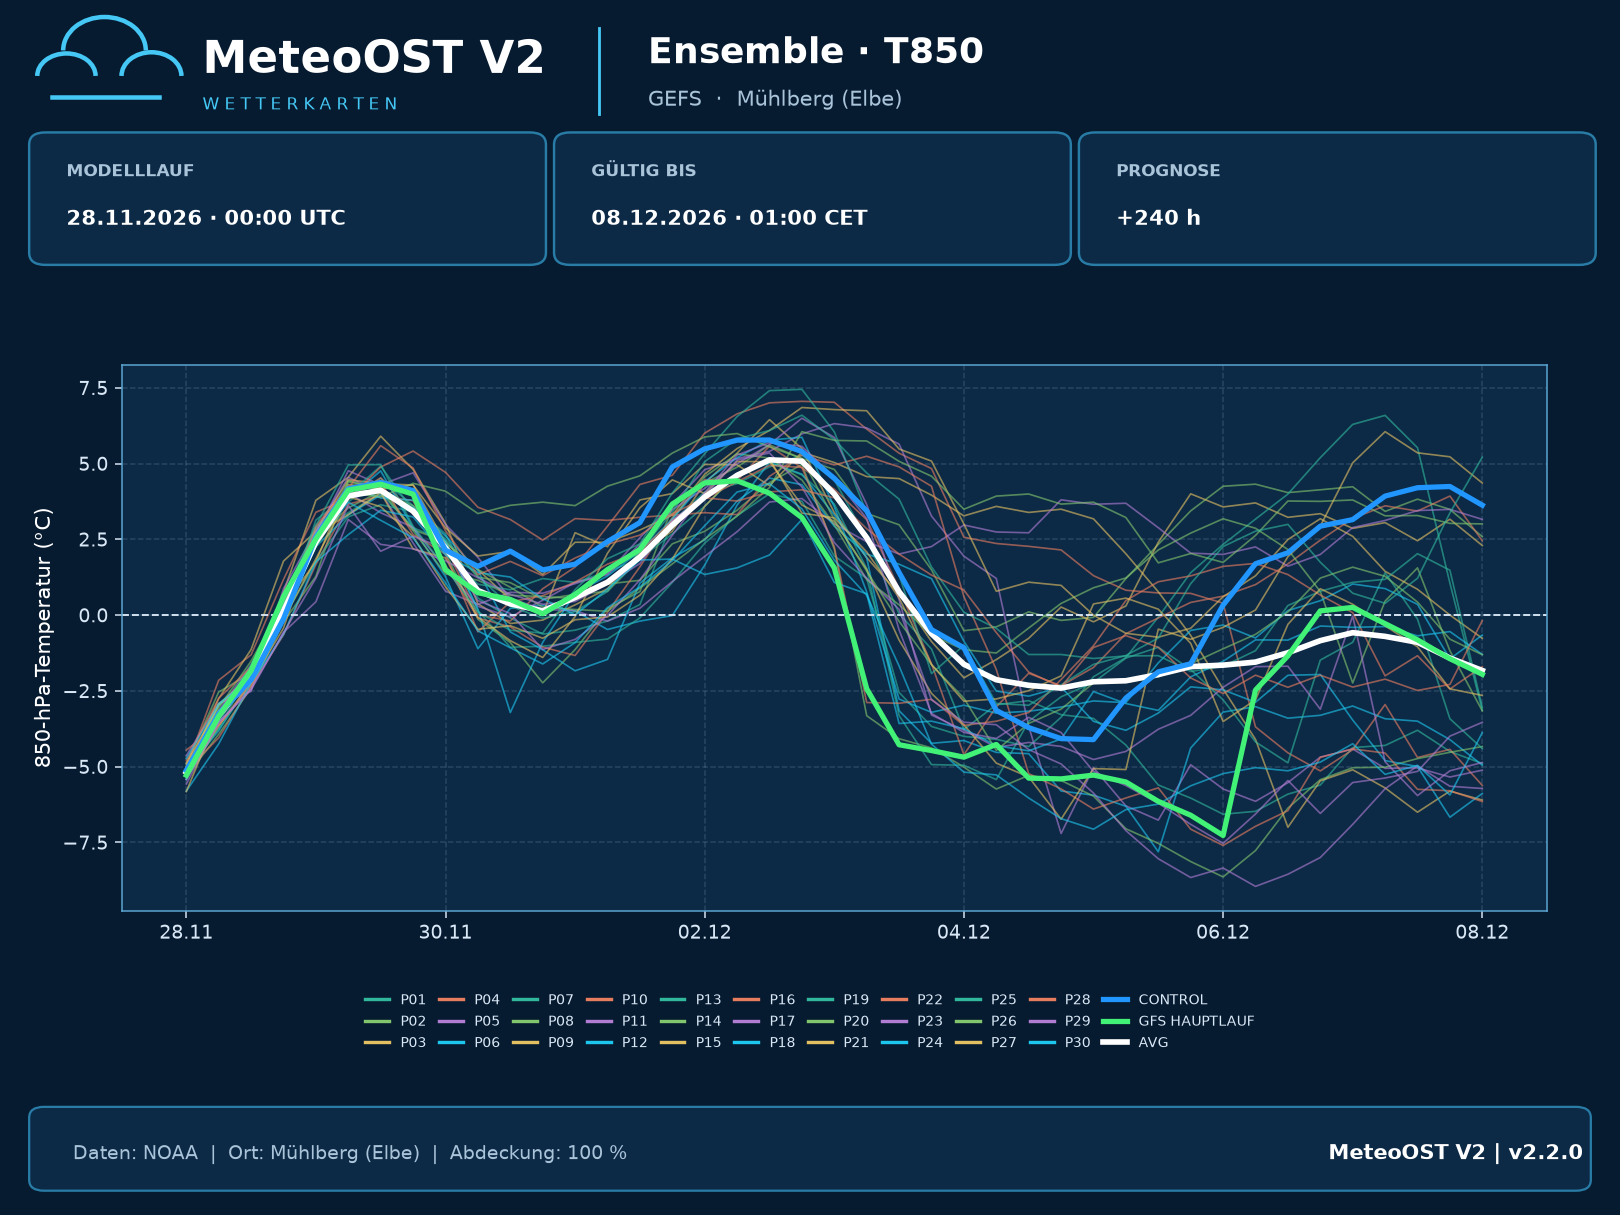 MeteoOST V2
WETTERKARTEN
Ensemble · T850
GEFS · Mühlberg (Elbe)
MODELLLAUF
28.11.2026 · 00:00 UTC
GÜLTIG BIS
08.12.2026 · 01:00 CET
PROGNOSE
+240 h
850-hPa-Temperatur (°C)
7.5
5.0
2.5
0.0
−2.5
−5.0
−7.5
28.11 30.11 02.12 04.12 06.12 08.12
P01 P04 P07 P10 P13 P16 P19 P22 P25 P28 CONTROL
P02 P05 P08 P11 P14 P17 P20 P23 P26 P29 GFS HAUPTLAUF
P03 P06 P09 P12 P15 P18 P21 P24 P27 P30 AVG
Daten: NOAA | Ort: Mühlberg (Elbe) | Abdeckung: 100 %
MeteoOST V2 | v2.2.0